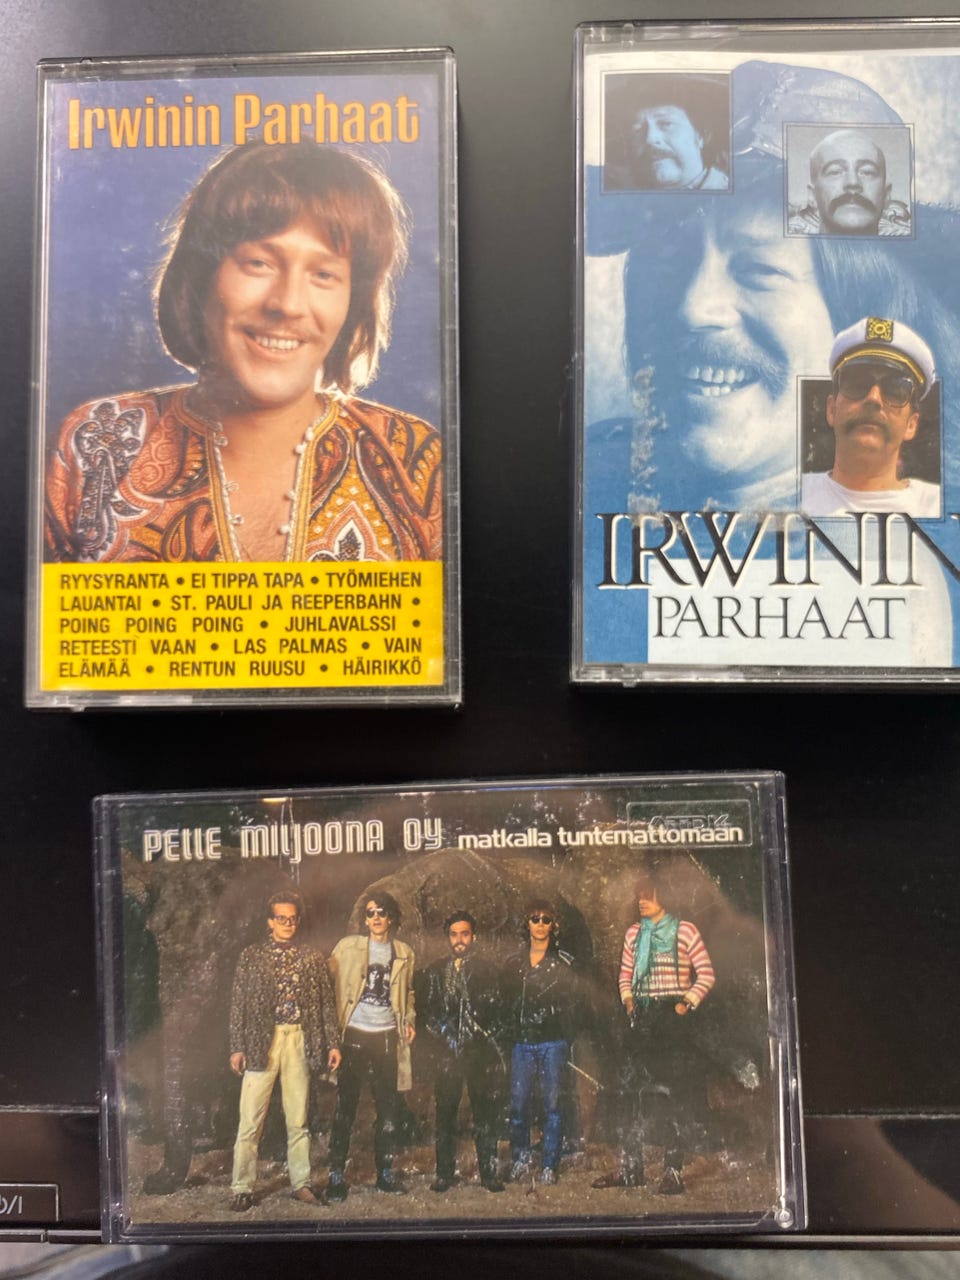 Irwinin Parhaat
RYYSYRANTA • EI TIPPA TAPA • TYÖMIEHEN
LAUANTAI • ST. PAULI JA REEPERBAHN •
POING POING POING • JUHLAVALSSI •
RETEESTI VAAN • LAS PALMAS • VAIN
ELÄMÄÄ • RENTUN RUUSU • HÄIRIKKÖ
IRWININ
PARHAAT
PELLE MILJOONA OY matkalla tuntemattomaan